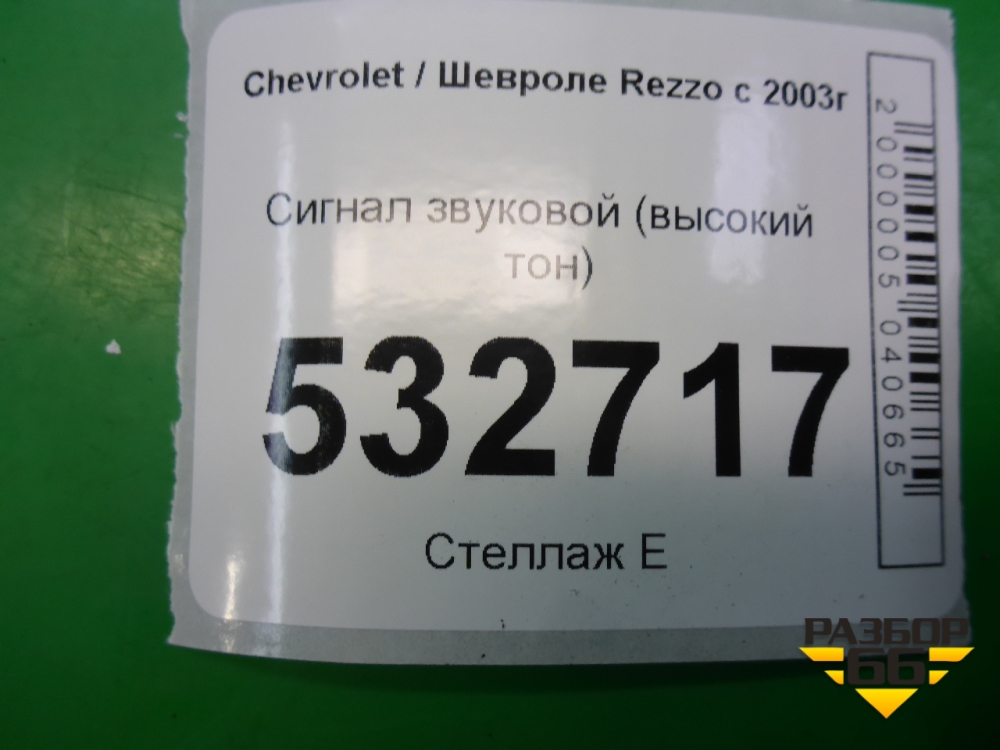 Chevrolet / Шевроле Rezzo с 2003г
Сигнал звуковой (высокий
тон)
532717
Стеллаж Е
2000005040665
РАЗБОР
66